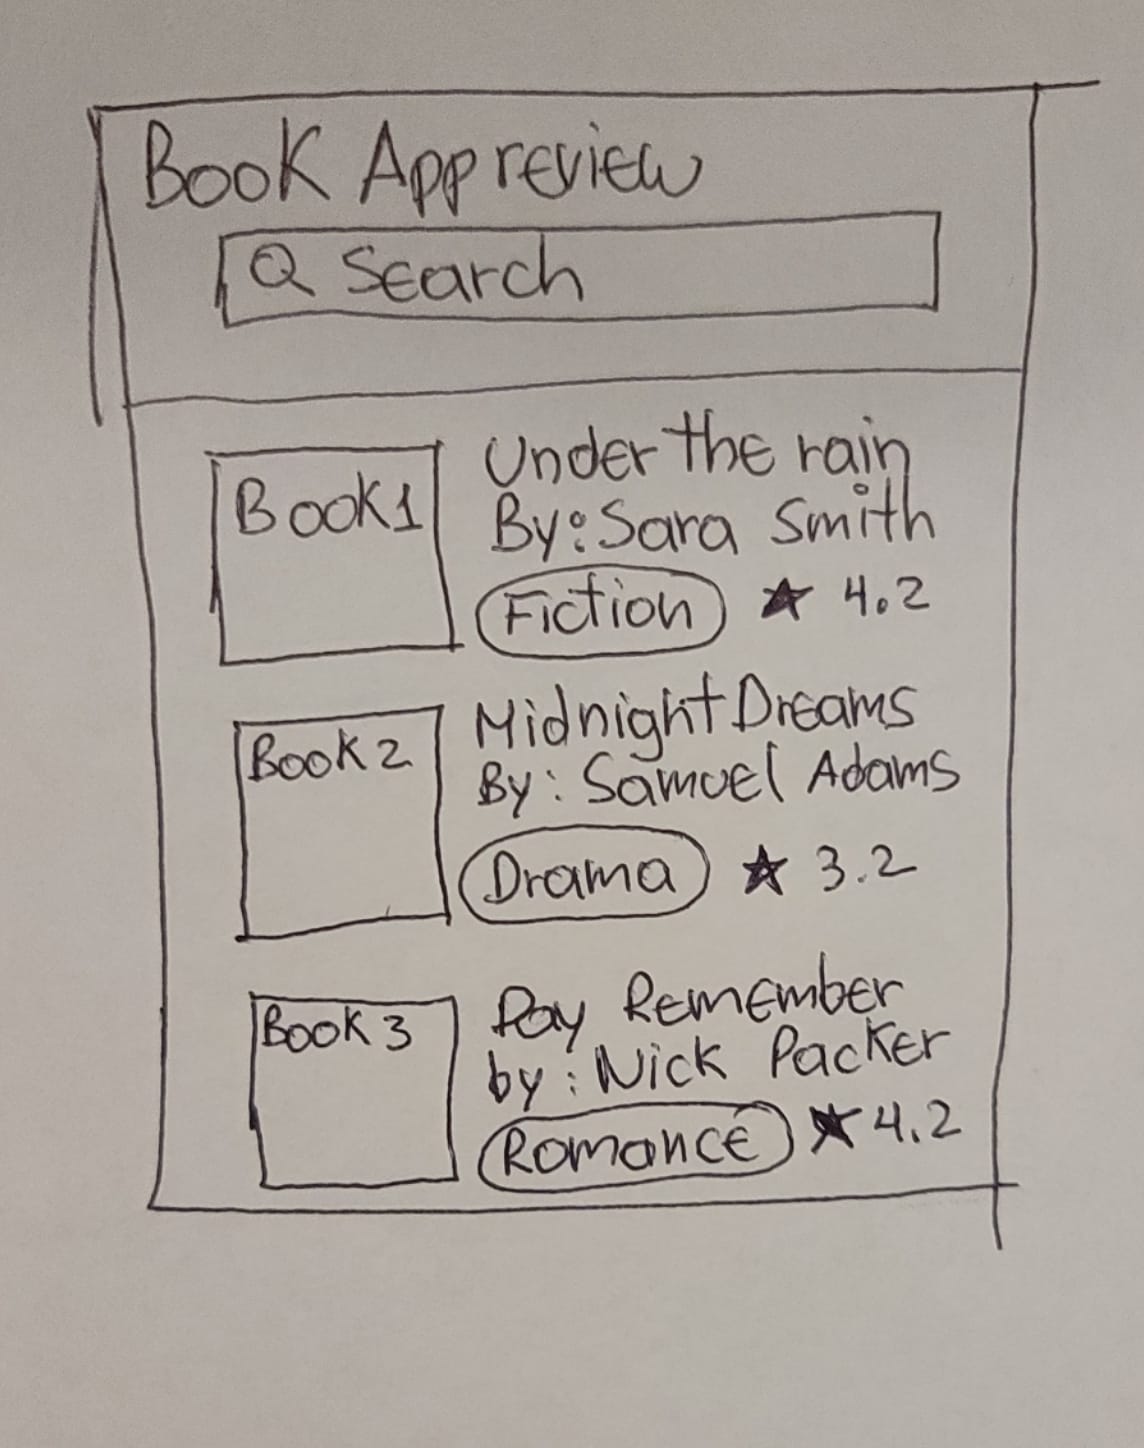 Book App review
Search
Book1
Under the rain
By: Sara Smith
Fiction ★ 4.2
Book 2
Midnight Dreams
By: Samuel Adams
Drama ★ 3.2
Book 3
Day Remember
by: Nick Packer
Romance ★ 4.2